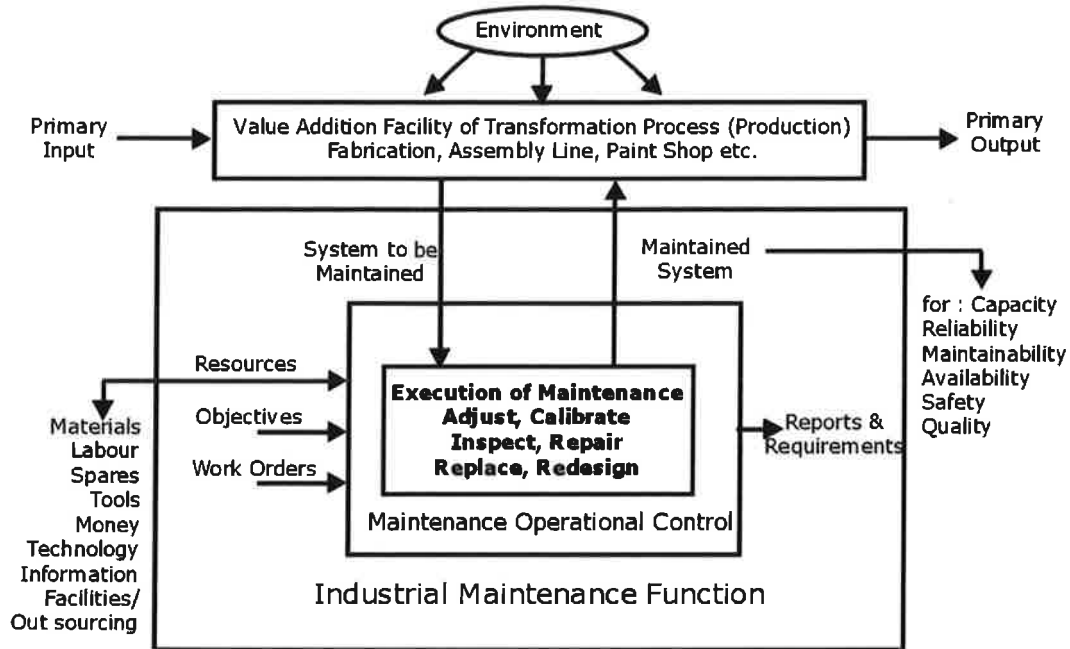 Environment
Primary
Input
Value Addition Facility of Transformation Process (Production)
Fabrication, Assembly Line, Paint Shop etc.
Primary
Output
System to be
Maintained
Maintained
System
for : Capacity
Reliability
Maintainability
Availability
Safety
Quality
Resources
Objectives
Work Orders
Materials
Labour
Spares
Tools
Money
Technology
Information
Facilities/
Out sourcing
Execution of Maintenance
Adjust, Calibrate
Inspect, Repair
Replace, Redesign
Reports &
Requirements
Maintenance Operational Control
Industrial Maintenance Function